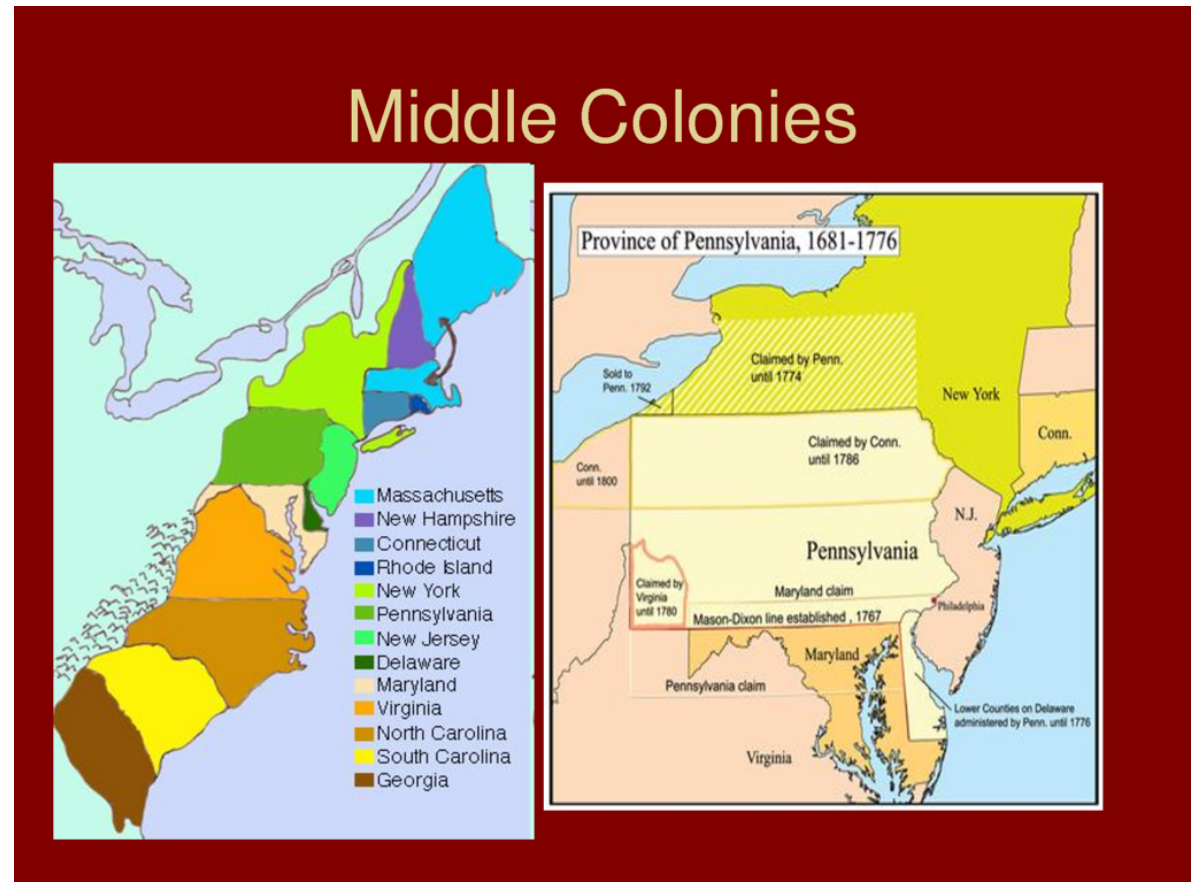 Middle Colonies
Massachusetts
New Hampshire
Connecticut
Rhode Island
New York
Pennsylvania
New Jersey
Delaware
Maryland
Virginia
North Carolina
South Carolina
Georgia
Province of Pennsylvania, 1681-1776
Claimed by Penn.
until 1774
Sold to
Penn. 1792
New York
Claimed by Conn.
until 1786
Conn.
Conn.
until 1800
N.J.
Pennsylvania
Claimed by
Virginia
until 1780
Maryland claim
Philadelphia
Mason-Dixon line established , 1767
Maryland
Pennsylvania claim
Lower Counties on Delaware
administered by Penn. until 1776
Virginia